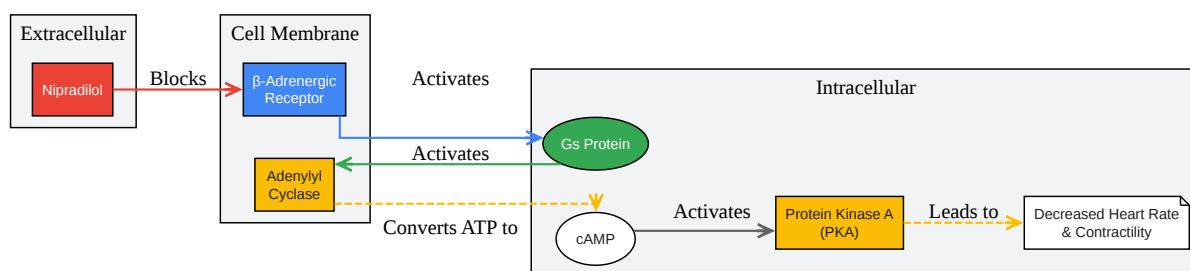 Extracellular
Nipradilol
Blocks
Cell Membrane
β-Adrenergic
Receptor
Adenylyl
Cyclase
Activates
Activates
Converts ATP to
Intracellular
Gs Protein
cAMP
Activates
Protein Kinase A
(PKA)
Leads to
Decreased Heart Rate
& Contractility